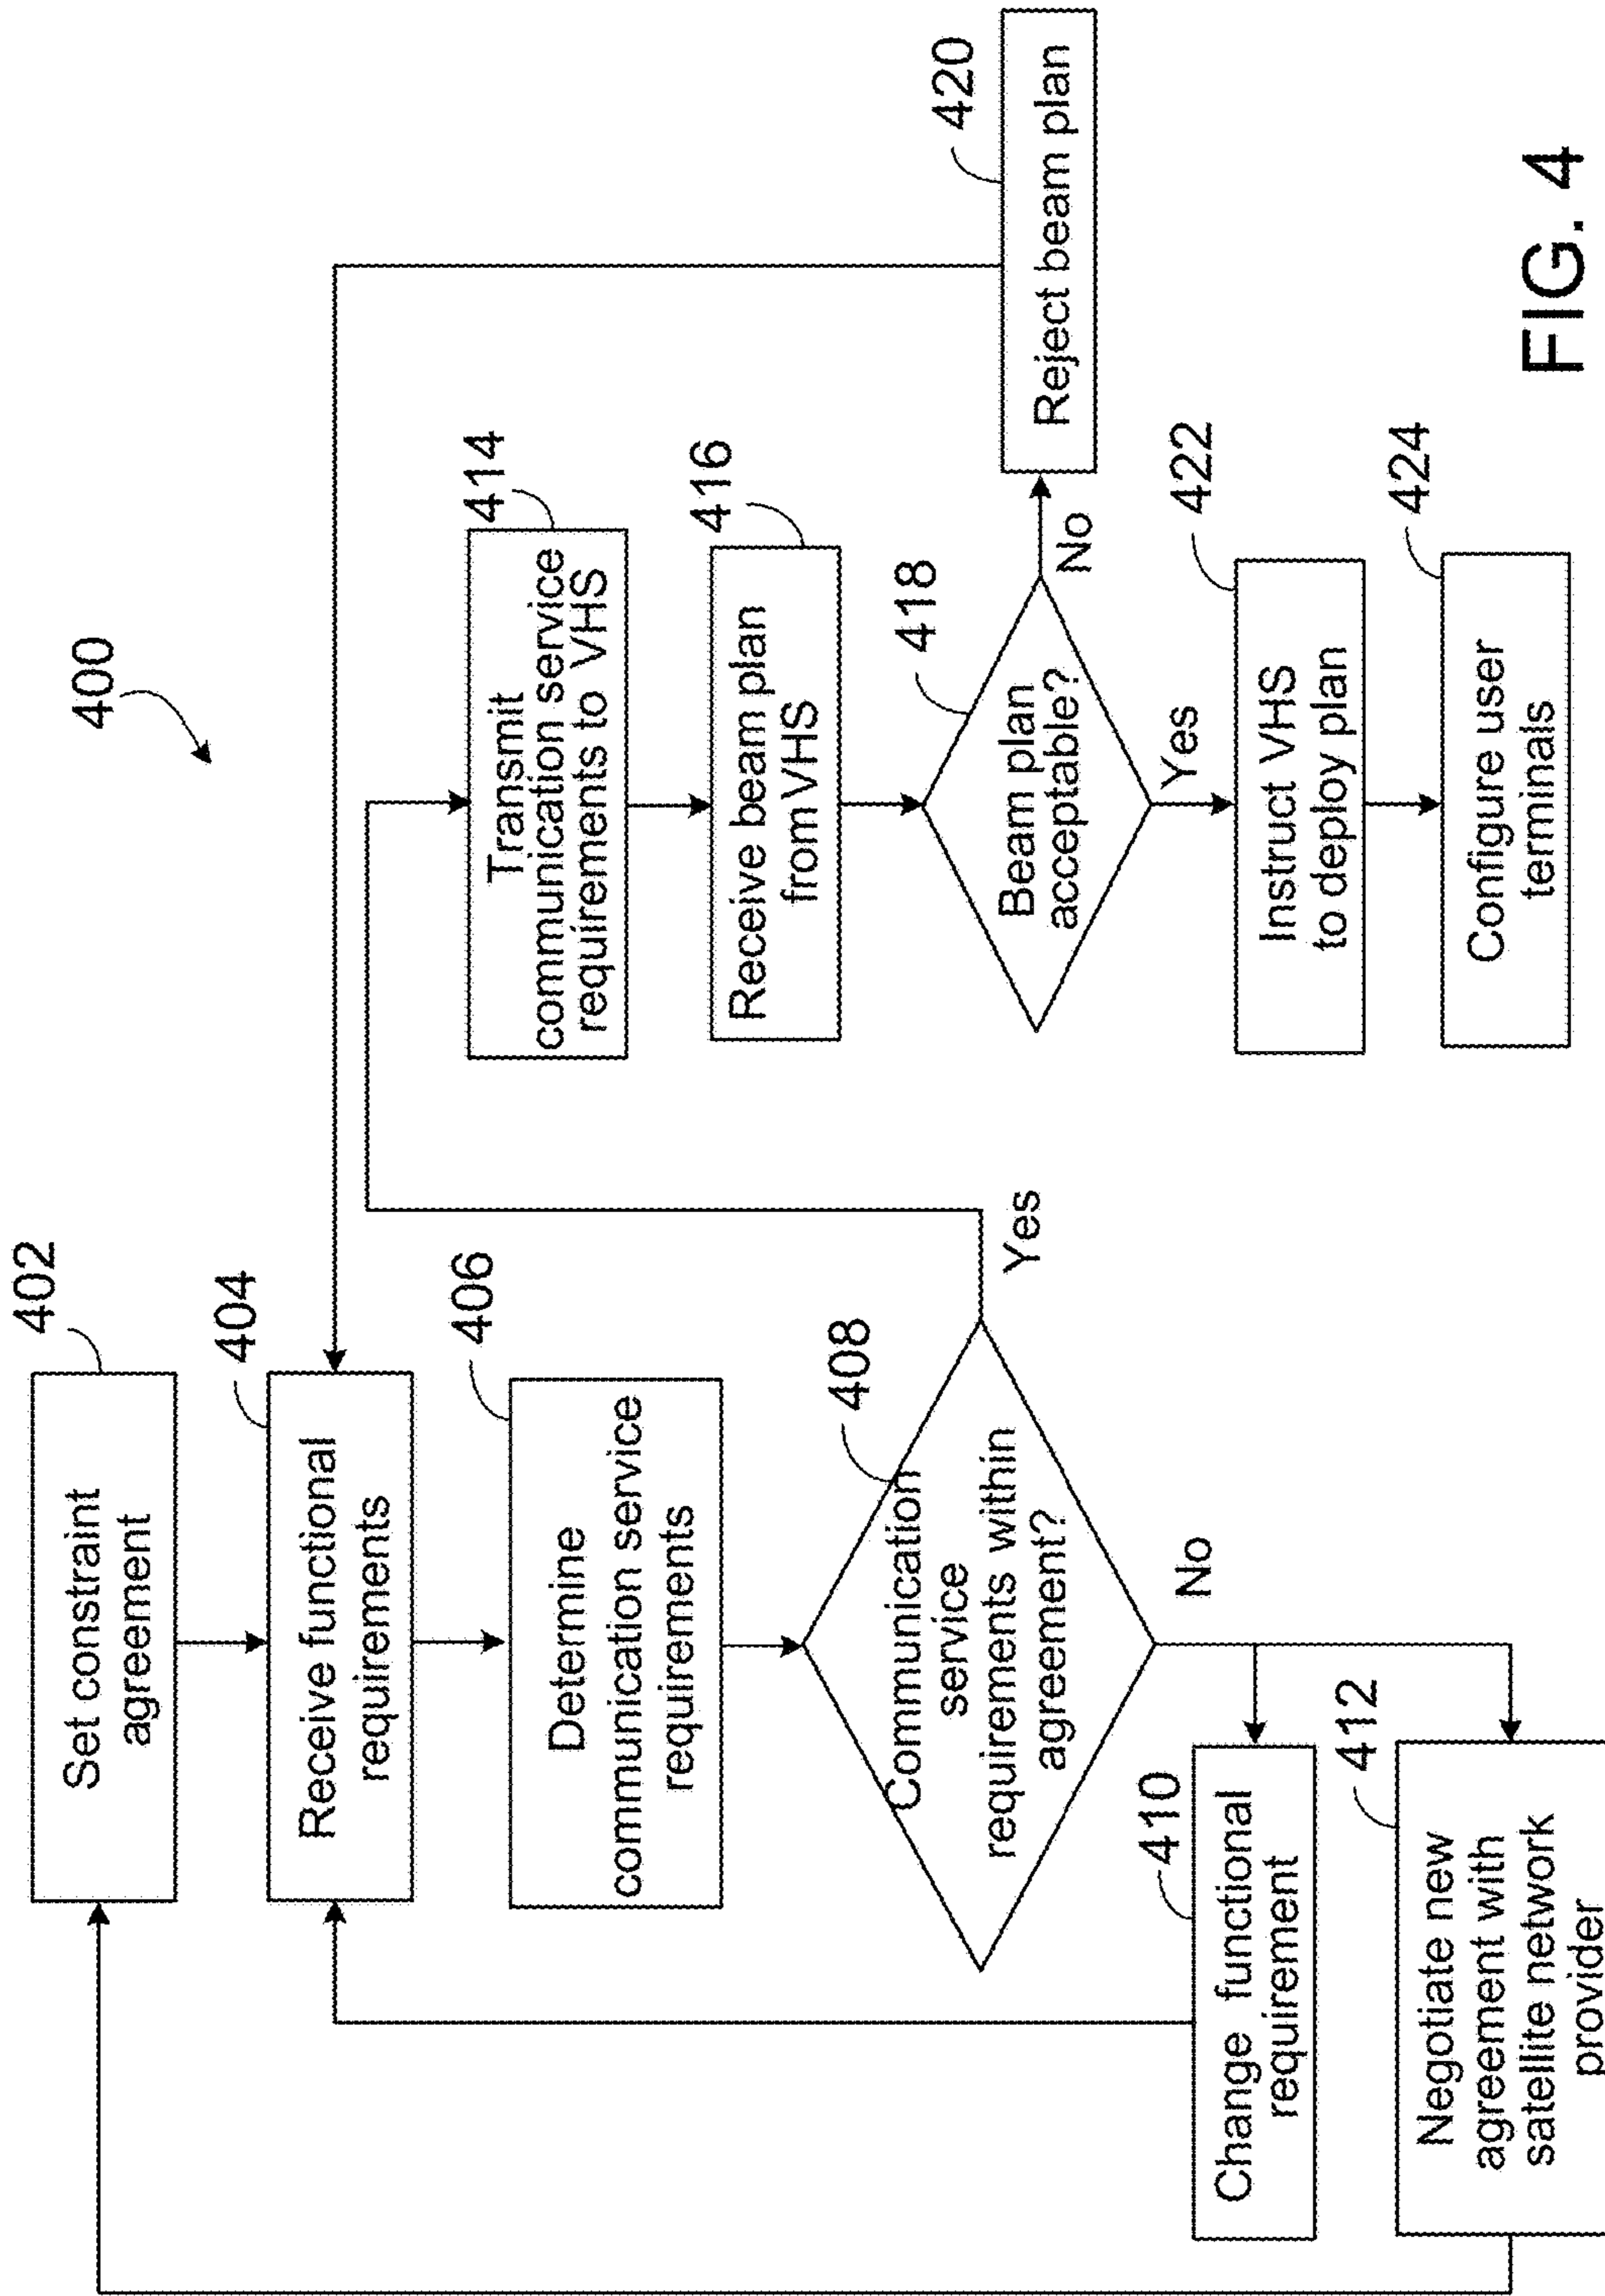 400
402
Set constraint
agreement
404
Receive functional
requirements
406
Determine
communication service
requirements
408
Communication
service
requirements within
agreement?
Yes
No
410
Change functional
requirement
412
Negotiate new
agreement with
satellite network
provider
414
Transmit
communication service
requirements to VHS
416
Receive beam plan
from VHS
418
Beam plan
acceptable?
No
Yes
420
Reject beam plan
422
Instruct VHS
to deploy plan
424
Configure user
terminals
FIG. 4